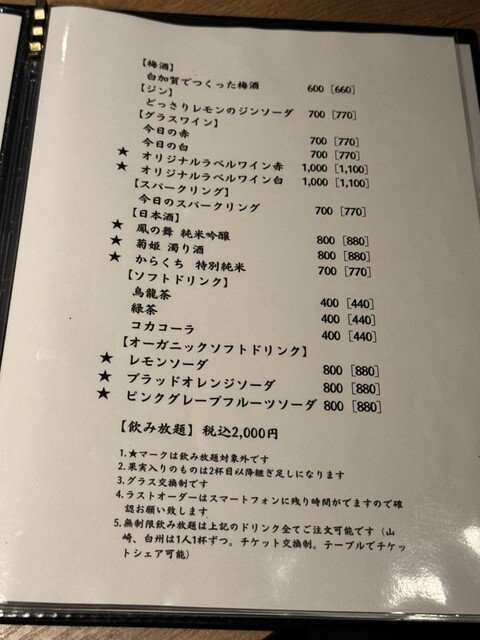 【梅酒】
白加賀でつくった梅酒 600 [660]
【ジン】
どっさりレモンのジンソーダ 700 [770]
【グラスワイン】
今日の赤 700 [770]
今日の白 700 [770]
★ オリジナルラベルワイン赤 1,000 [1,100]
★ オリジナルラベルワイン白 1,000 [1,100]
【スパークリング】
今日のスパークリング 700 [770]
【日本酒】
★ 鳳の舞 純米吟醸 800 [880]
★ 菊姫 濁り酒 800 [880]
★ からくち 特別純米 700 [770]
【ソフトドリンク】
烏龍茶 400 [440]
緑茶 400 [440]
コカコーラ 400 [440]
【オーガニックソフトドリンク】
★ レモンソーダ 800 [880]
★ ブラッドオレンジソーダ 800 [880]
★ ピンクグレープフルーツソーダ 800 [880]
【飲み放題】税込2,000円
1.★マークは飲み放題対象外です
2.果実入りのものは2杯目以降継ぎ足しになります
3.グラス交換制です
4.ラストオーダーはスマートフォンに残り時間がでますので確
認お願い致します
5.無制限飲み放題は上記のドリンク全てご注文可能です（山
崎、白州は1人1杯ずつ。チケット交換制。テーブルでチケッ
トシェア可能）